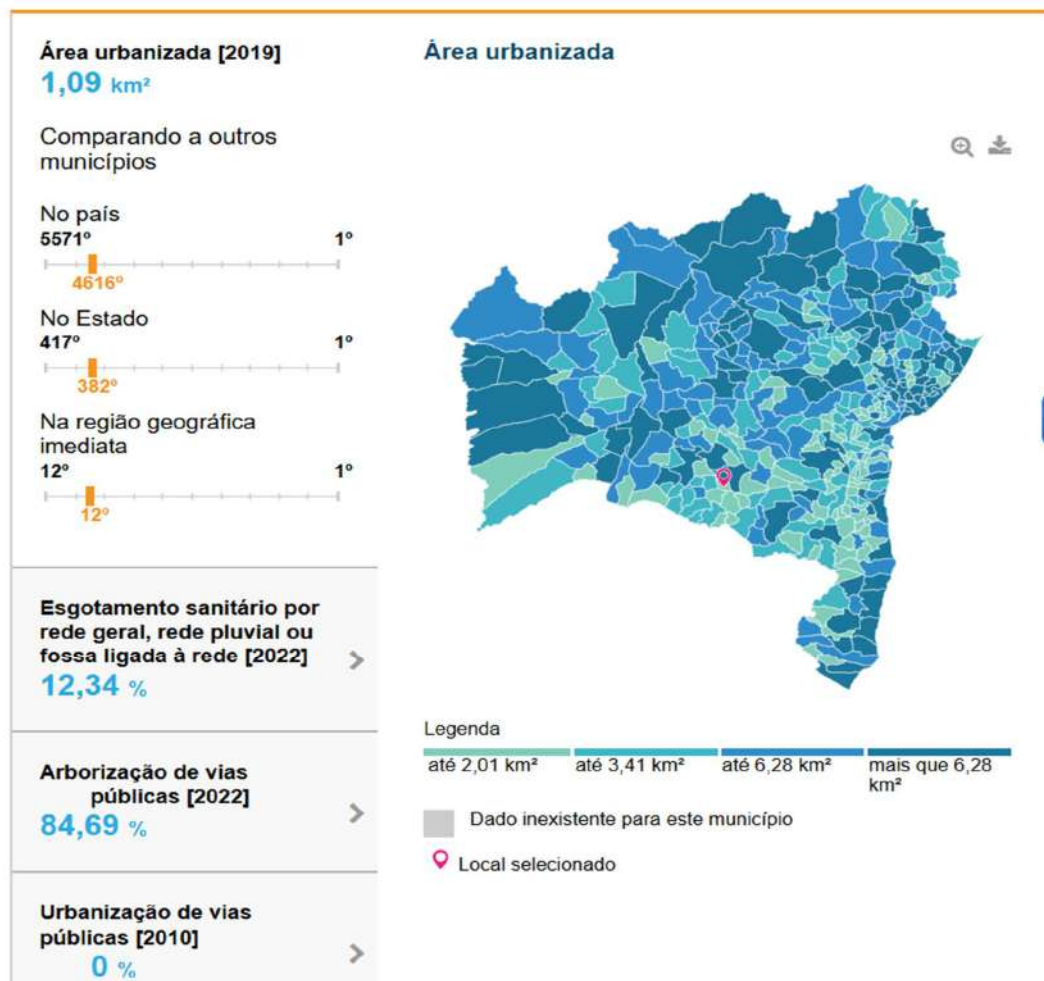 Área urbanizada [2019]
1,09 km²
Comparando a outros
municípios
No país
5571º 1º
4616º
No Estado
417º 1º
382º
Na região geográfica
imediata
12º 1º
12º
Esgotamento sanitário por
rede geral, rede pluvial ou
fossa ligada à rede [2022]
12,34 %
Arborização de vias
públicas [2022]
84,69 %
Urbanização de vias
públicas [2010]
0 %
Área urbanizada
Legenda
até 2,01 km² até 3,41 km² até 6,28 km² mais que 6,28
km²
Dado inexistente para este município
Local selecionado